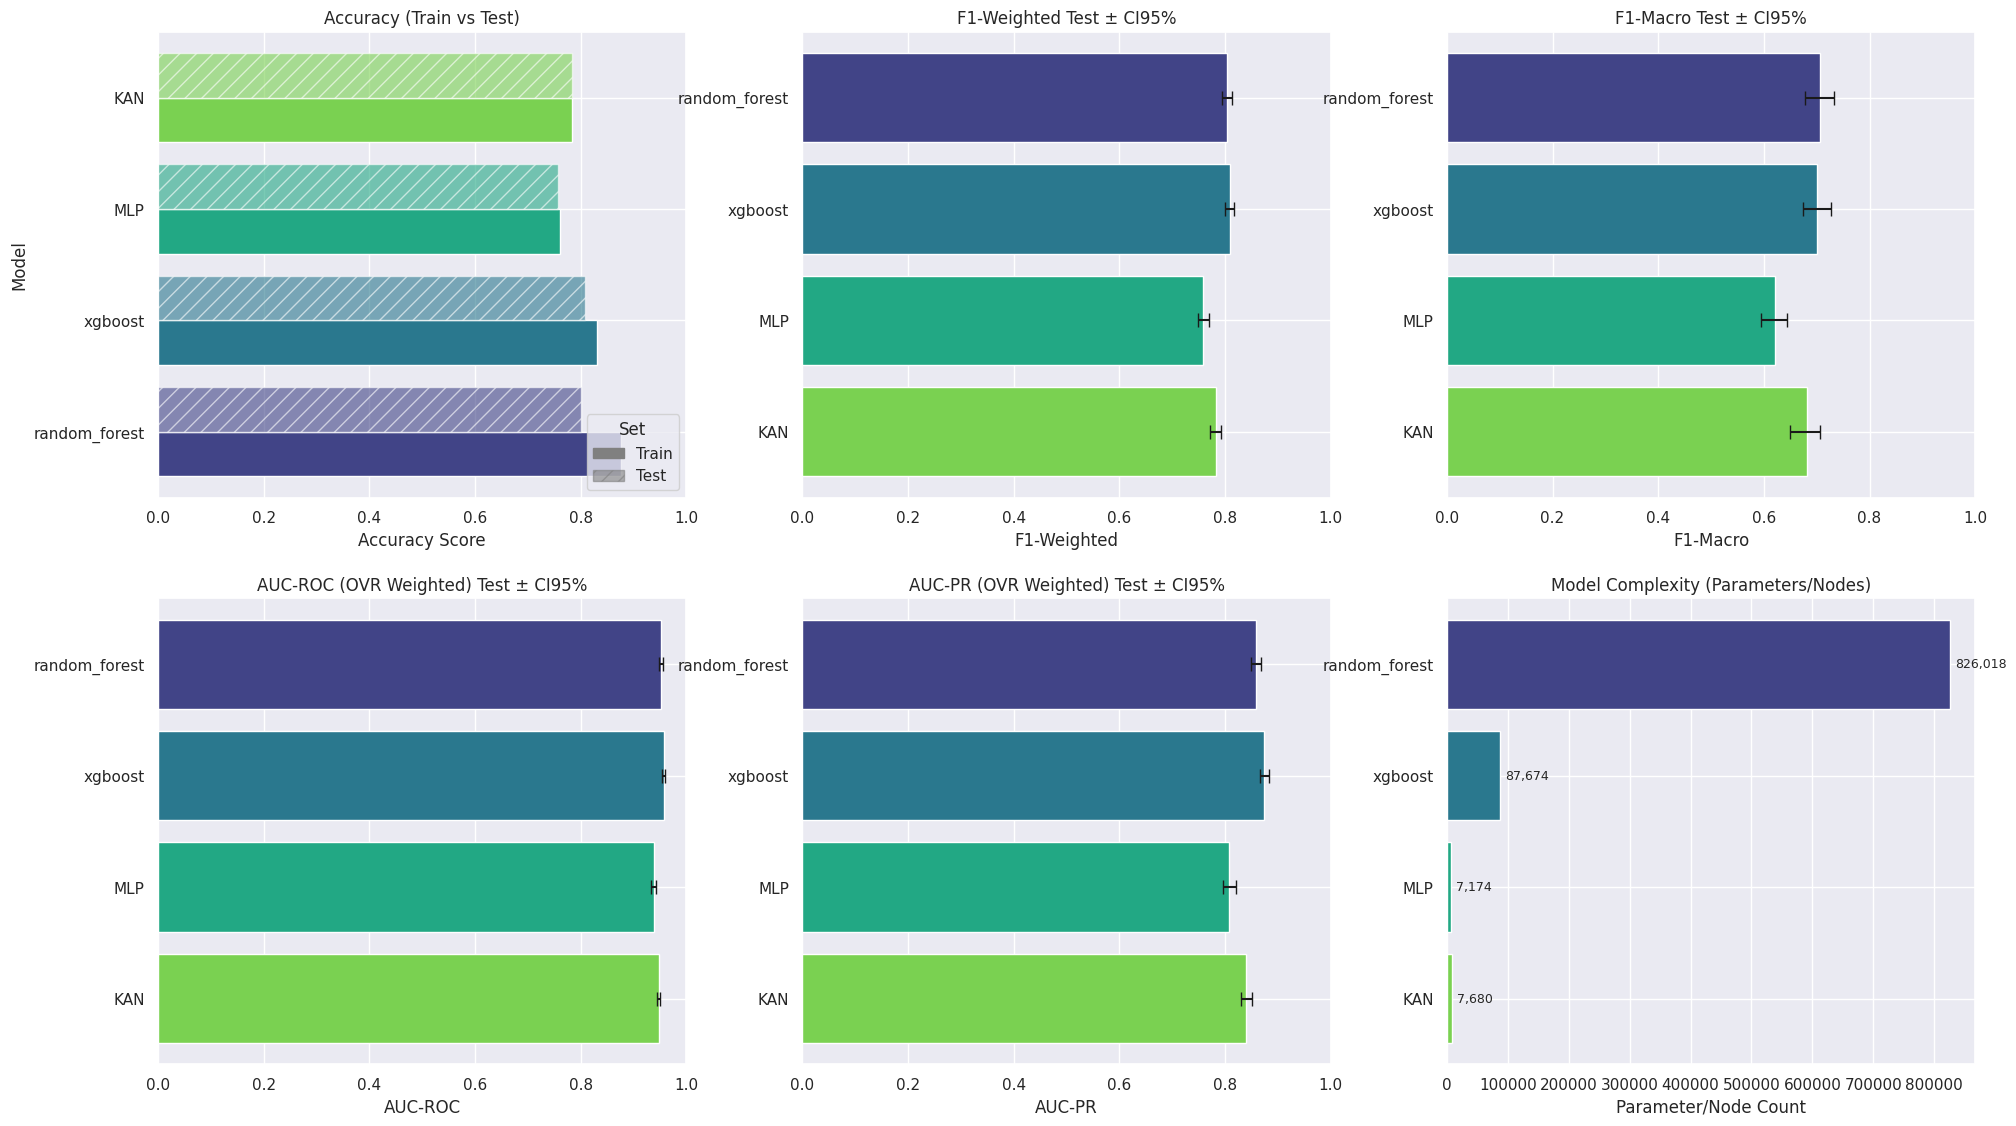 Accuracy (Train vs Test)
KAN
MLP
xgboost
random_forest
Model
Set
Train
Test
0.0 0.2 0.4 0.6 0.8 1.0
Accuracy Score
F1-Weighted Test ± CI95%
random_forest
xgboost
MLP
KAN
0.0 0.2 0.4 0.6 0.8 1.0
F1-Weighted
F1-Macro Test ± CI95%
random_forest
xgboost
MLP
KAN
0.0 0.2 0.4 0.6 0.8 1.0
F1-Macro
AUC-ROC (OVR Weighted) Test ± CI95%
random_forest
xgboost
MLP
KAN
0.0 0.2 0.4 0.6 0.8 1.0
AUC-ROC
AUC-PR (OVR Weighted) Test ± CI95%
random_forest
xgboost
MLP
KAN
0.0 0.2 0.4 0.6 0.8 1.0
AUC-PR
Model Complexity (Parameters/Nodes)
random_forest 826,018
xgboost 87,674
MLP 7,174
KAN 7,680
0 100000 200000 300000 400000 500000 600000 700000 800000
Parameter/Node Count